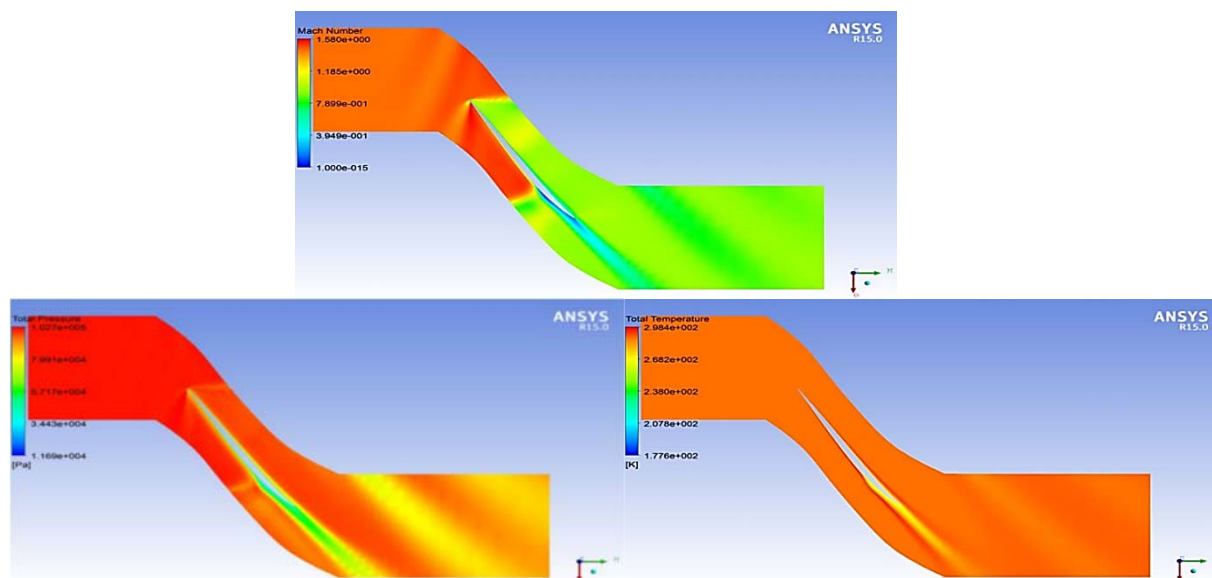 Mach Number
1.580e+000
1.185e+000
7.899e-001
3.949e-001
1.000e-015
ANSYS
R15.0
Total Pressure
1.027e+005
7.991e+004
5.717e+004
3.443e+004
1.169e+004
[Pa]
ANSYS
R15.0
Total Temperature
2.984e+002
2.682e+002
2.380e+002
2.078e+002
1.776e+002
[K]
ANSYS
R15.0